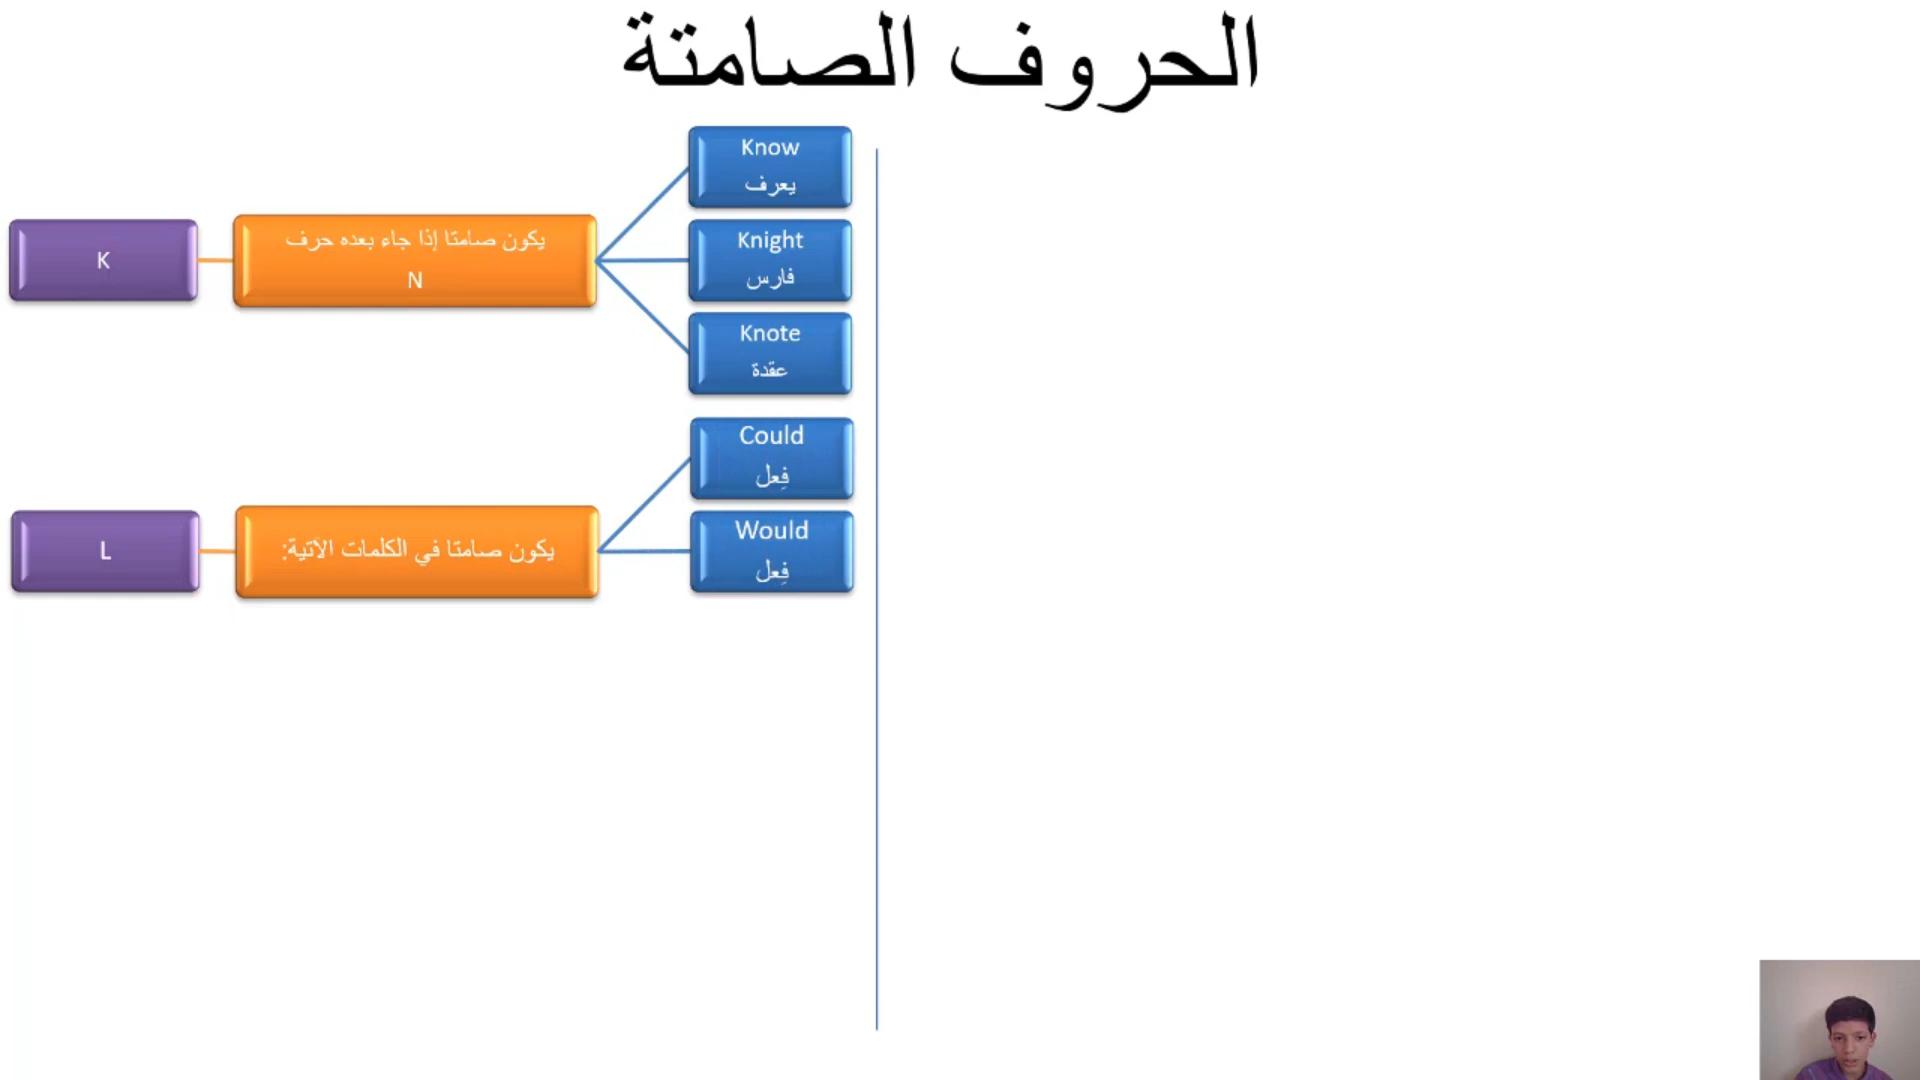 الحروف الصامتة
K
يكون صامتا إذا جاء بعده حرف
N
Know
يعرف
Knight
فارس
Knote
عقدة
L
يكون صامتا في الكلمات الآتية:
Could
فِعل
Would
فِعل